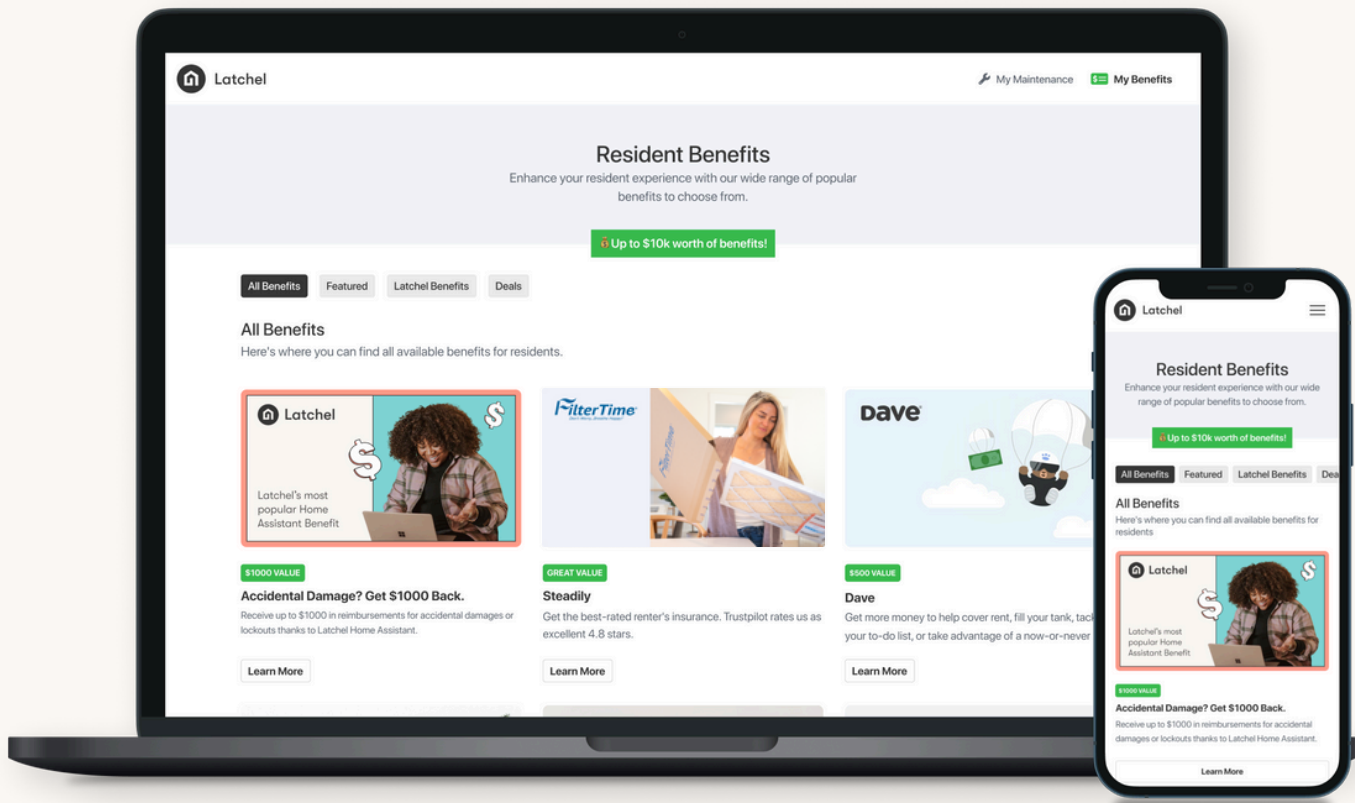 Latchel
My Maintenance
My Benefits
Resident Benefits
Enhance your resident experience with our wide range of popular
benefits to choose from.
Up to $10k worth of benefits!
All Benefits
Featured
Latchel Benefits
Deals
All Benefits
Here's where you can find all available benefits for residents.
Latchel
Latchel's most
popular Home
Assistant Benefit
$1000 VALUE
Accidental Damage? Get $1000 Back.
Receive up to $1000 in reimbursements for accidental damages or
lockouts thanks to Latchel Home Assistant.
Learn More
FilterTime
FilterTime
GREAT VALUE
Steadily
Get the best-rated renter's insurance. Trustpilot rates us as
excellent 4.8 stars.
Learn More
Dave
$500 VALUE
Dave
Get more money to help cover rent, fill your tank, tac
your to-do list, or take advantage of a now-or-never
Learn More
Latchel
Resident Benefits
Enhance your resident experience with our wide
range of popular benefits to choose from.
Up to $10k worth of benefits!
All Benefits
Featured
Latchel Benefits
Dea
All Benefits
Here's where you can find all available benefits for
residents
Latchel
Latchel's most
popular Home
Assistant Benefit
$1000 VALUE
Accidental Damage? Get $1000 Back.
Receive up to $1000 in reimbursements for accidental
damages or lockouts thanks to Latchel Home Assistant.
Learn More